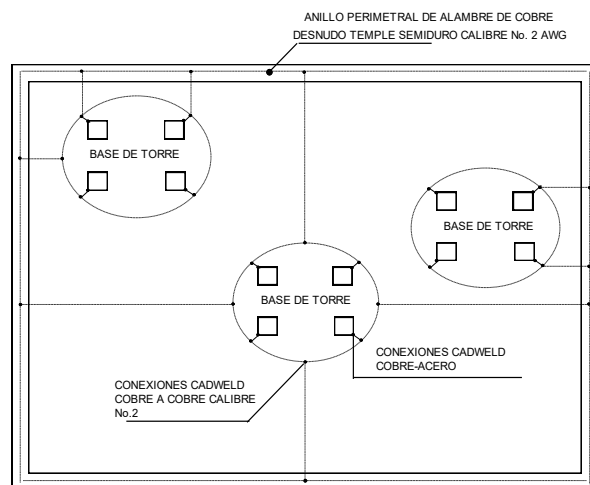 ANILLO PERIMETRAL DE ALAMBRE DE COBRE
DESNUDO TEMPLE SEMIDURO CALIBRE No. 2 AWG
BASE DE TORRE
BASE DE TORRE
BASE DE TORRE
CONEXIONES CADWELD
COBRE-ACERO
CONEXIONES CADWELD
COBRE A COBRE CALIBRE
No.2